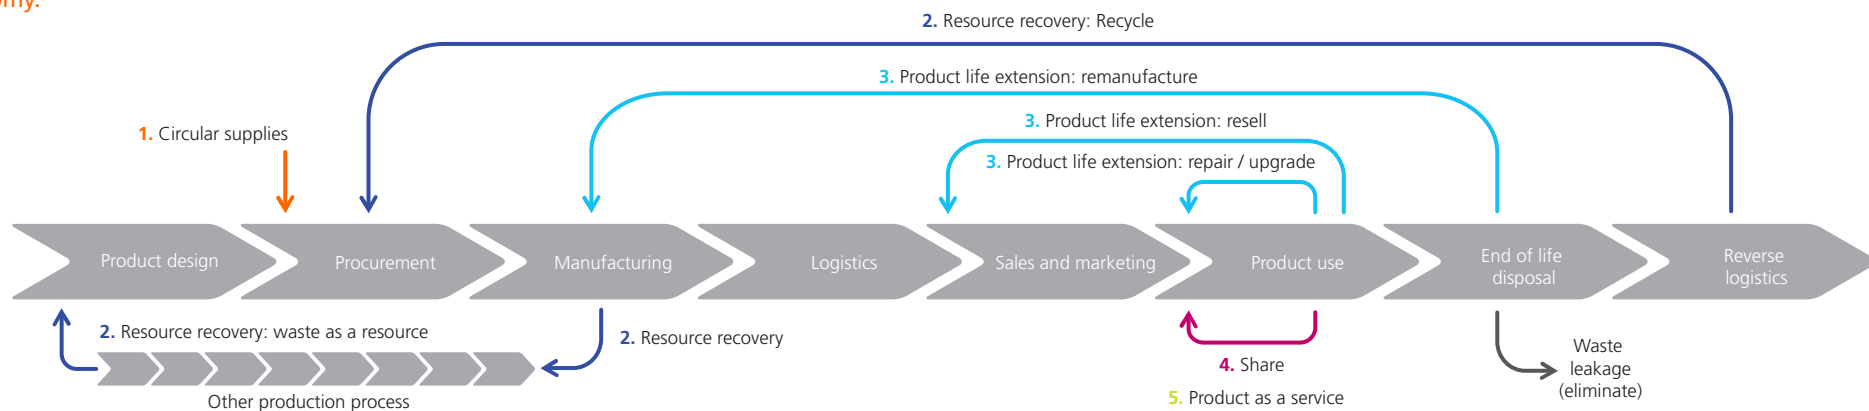 2. Resource recovery: Recycle
3. Product life extension: remanufacture
3. Product life extension: resell
1. Circular supplies
3. Product life extension: repair / upgrade
Product design
Procurement
Manufacturing
Logistics
Sales and marketing
Product use
End of life
disposal
Reverse
logistics
2. Resource recovery: waste as a resource
2. Resource recovery
Other production process
4. Share
5. Product as a service
Waste
leakage
(eliminate)